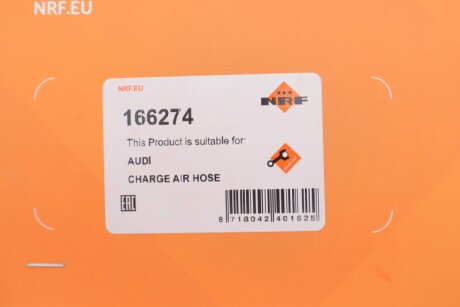 NRF.EU
NRF.EU
NRF
166274
This Product is suitable for:
AUDI
CHARGE AIR HOSE
EAC
8 718042 401625